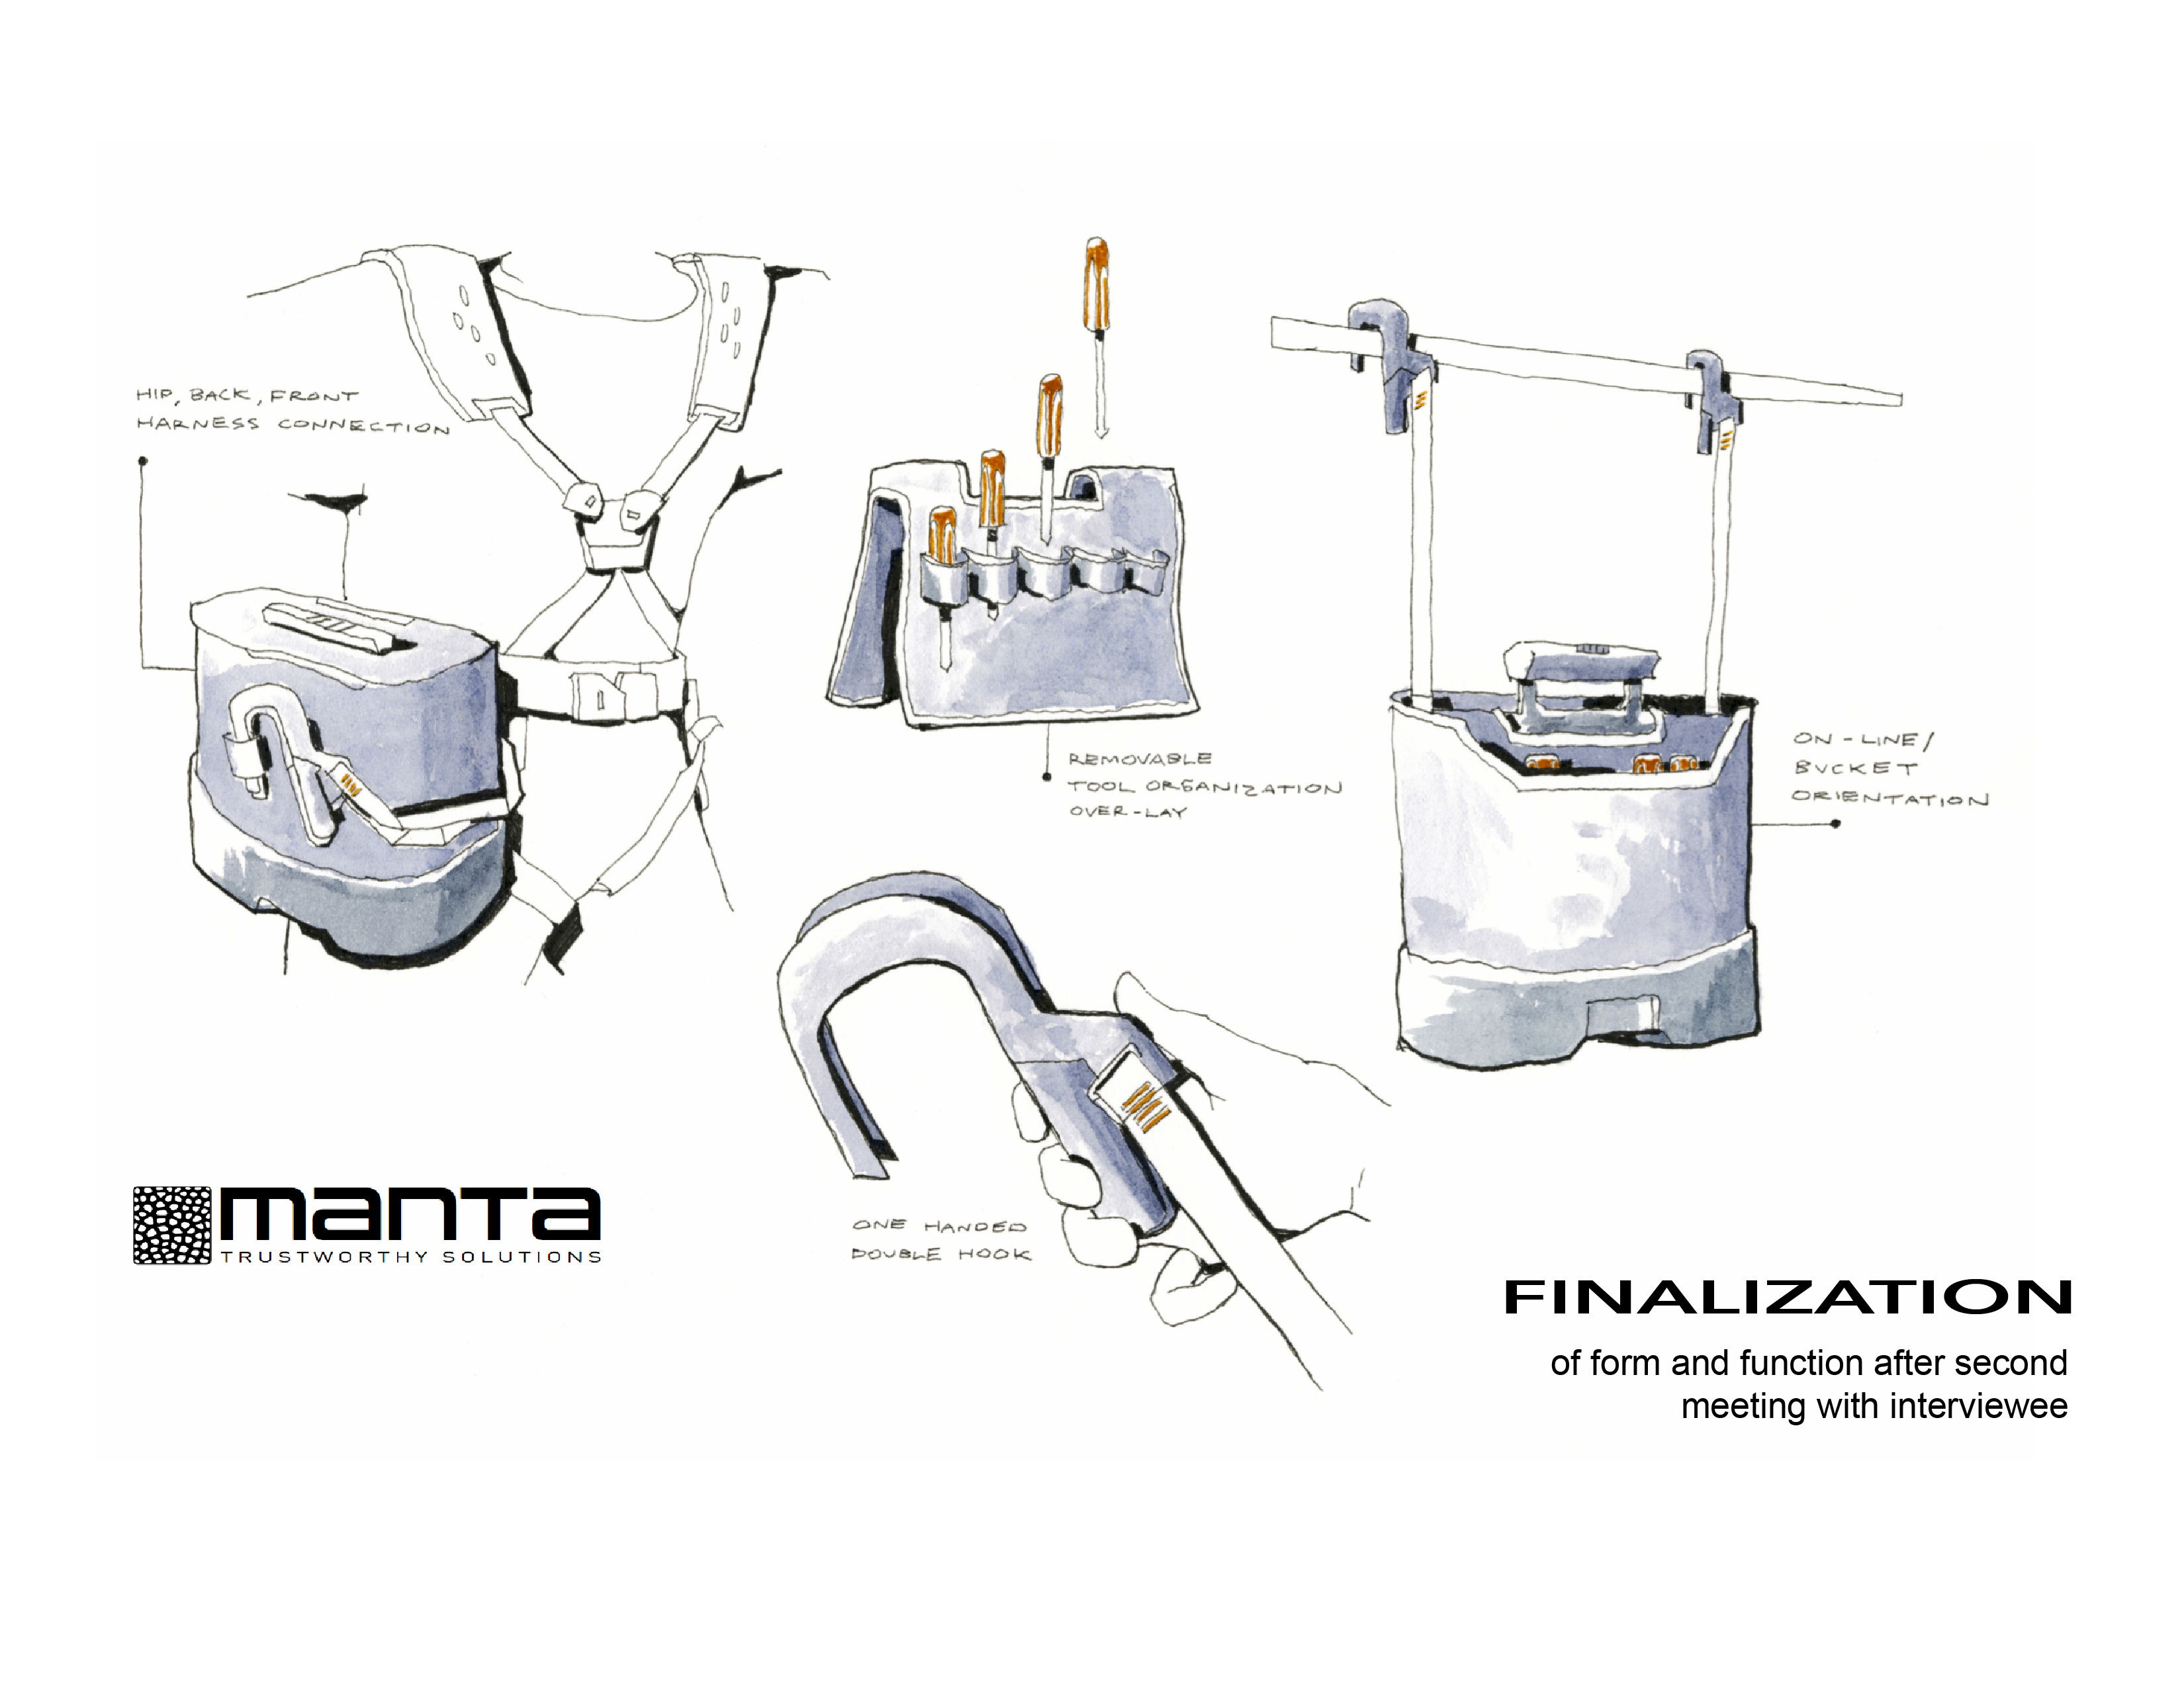 HIP, BACK, FRONT
HARNESS CONNECTION
REMOVABLE
TOOL ORGANIZATION
OVER-LAY
ON-LINE/
BUCKET
ORIENTATION
ONE HANDED
DOUBLE HOOK
manTa
TRUSTWORTHY SOLUTIONS
FINALIZATION
of form and function after second
meeting with interviewee